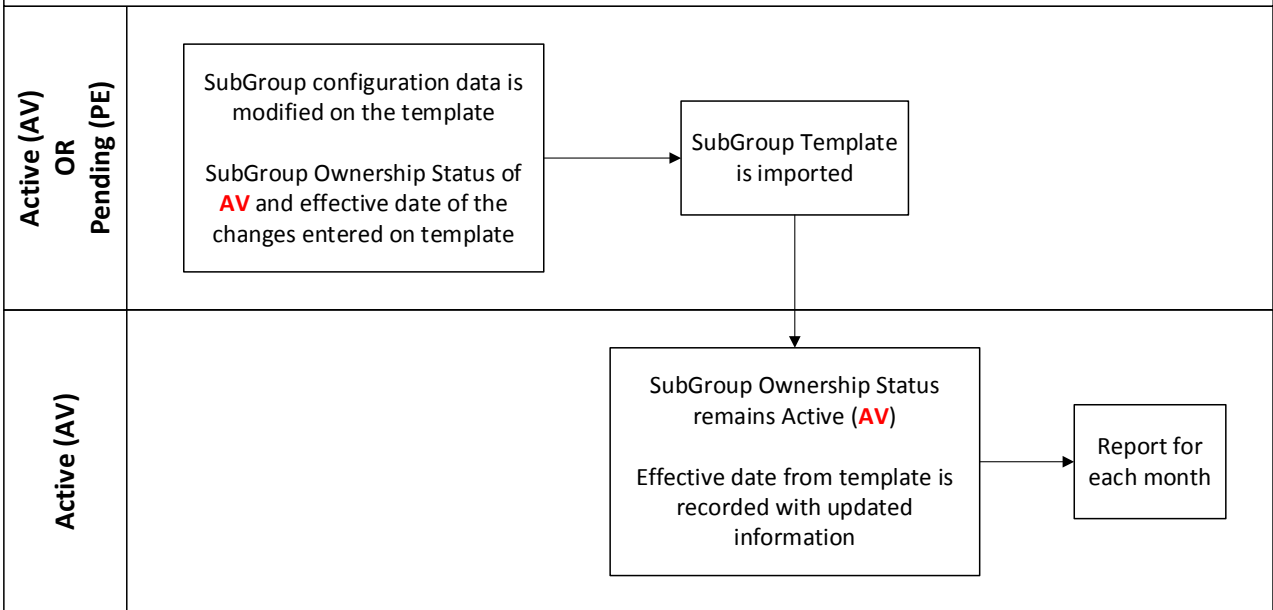 Active (AV)
OR
Pending (PE)
SubGroup configuration data is
modified on the template
SubGroup Ownership Status of
AV and effective date of the
changes entered on template
SubGroup Template
is imported
Active (AV)
SubGroup Ownership Status
remains Active (AV)
Effective date from template is
recorded with updated
information
Report for
each month